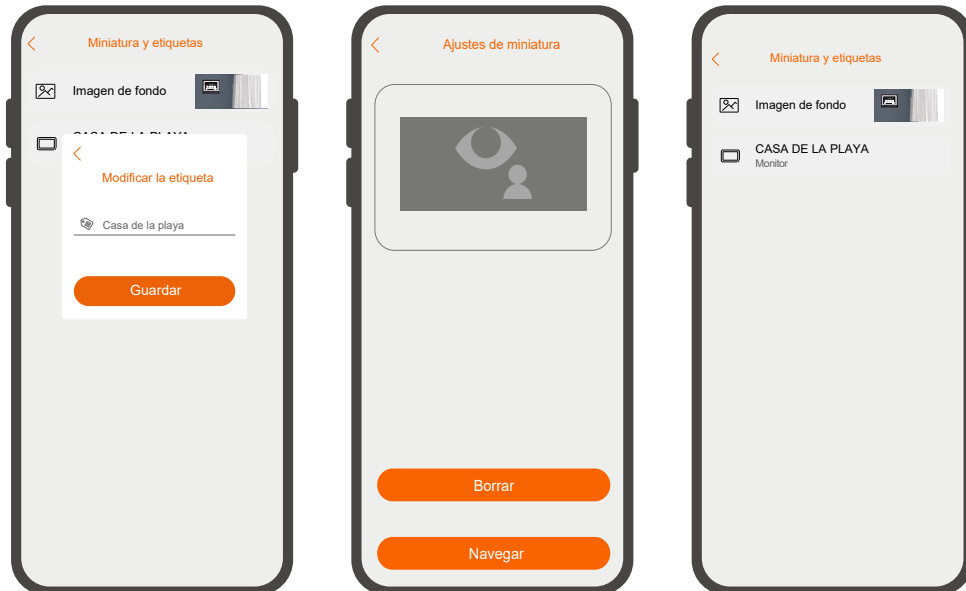 Miniatura y etiquetas
Imagen de fondo
CASA DE LA PLAYA
Modificar la etiqueta
Casa de la playa
Guardar
Ajustes de miniatura
Borrar
Navegar
Miniatura y etiquetas
Imagen de fondo
CASA DE LA PLAYA
Monitor